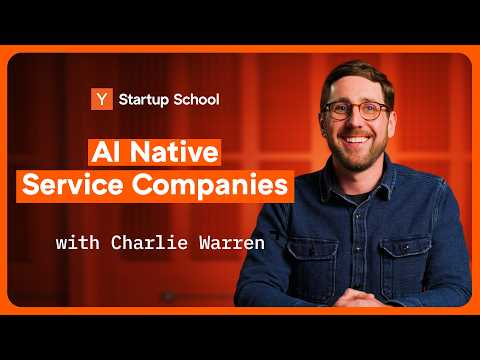 Y Startup School
AI Native
Service Companies
with Charlie Warren